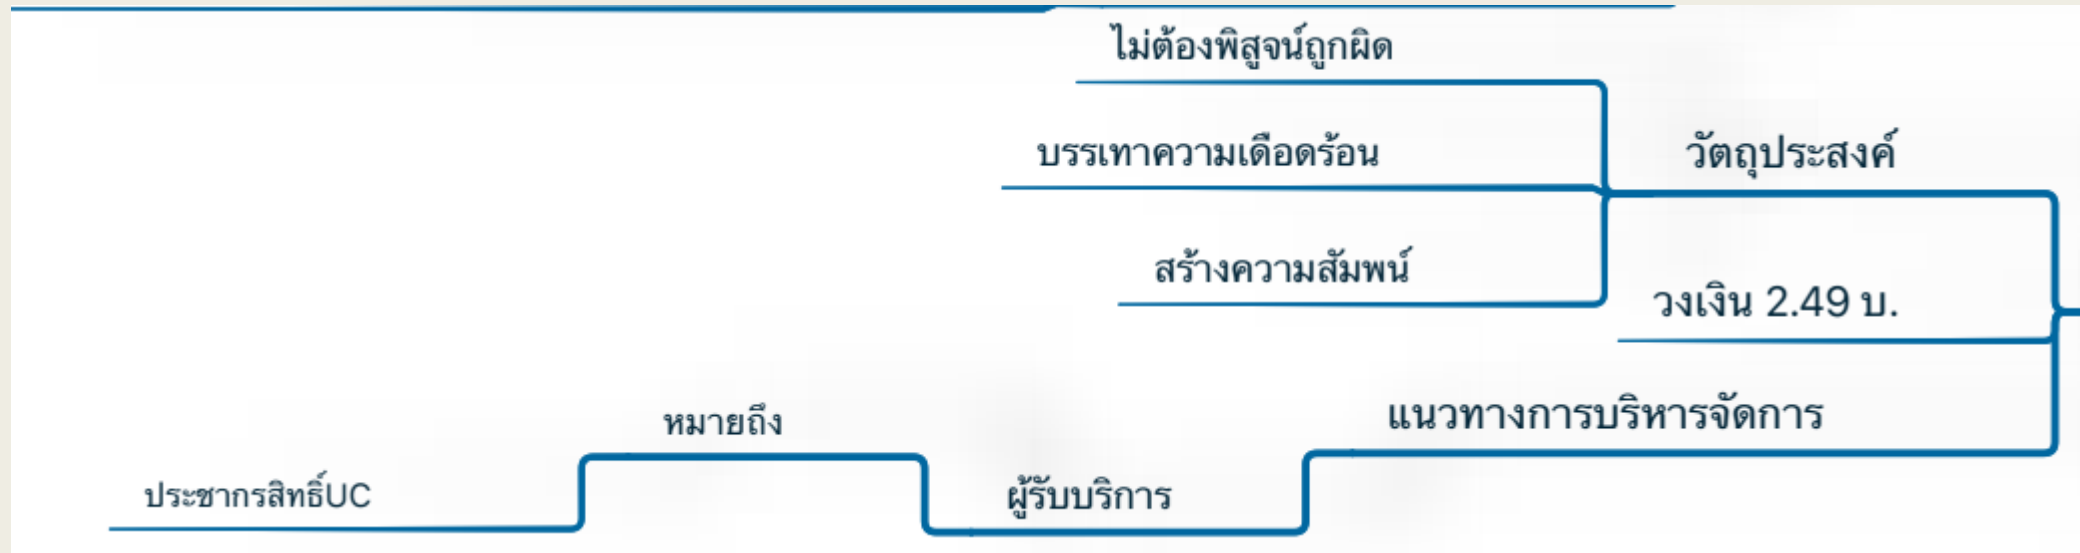 ไม่ต้องพิสูจน์ถูกผิด
บรรเทาความเดือดร้อน
วัตถุประสงค์
สร้างความสัมพน์
วงเงิน 2.49 บ.
แนวทางการบริหารจัดการ
หมายถึง
ผู้รับบริการ
ประชากรสิทธิ์UC